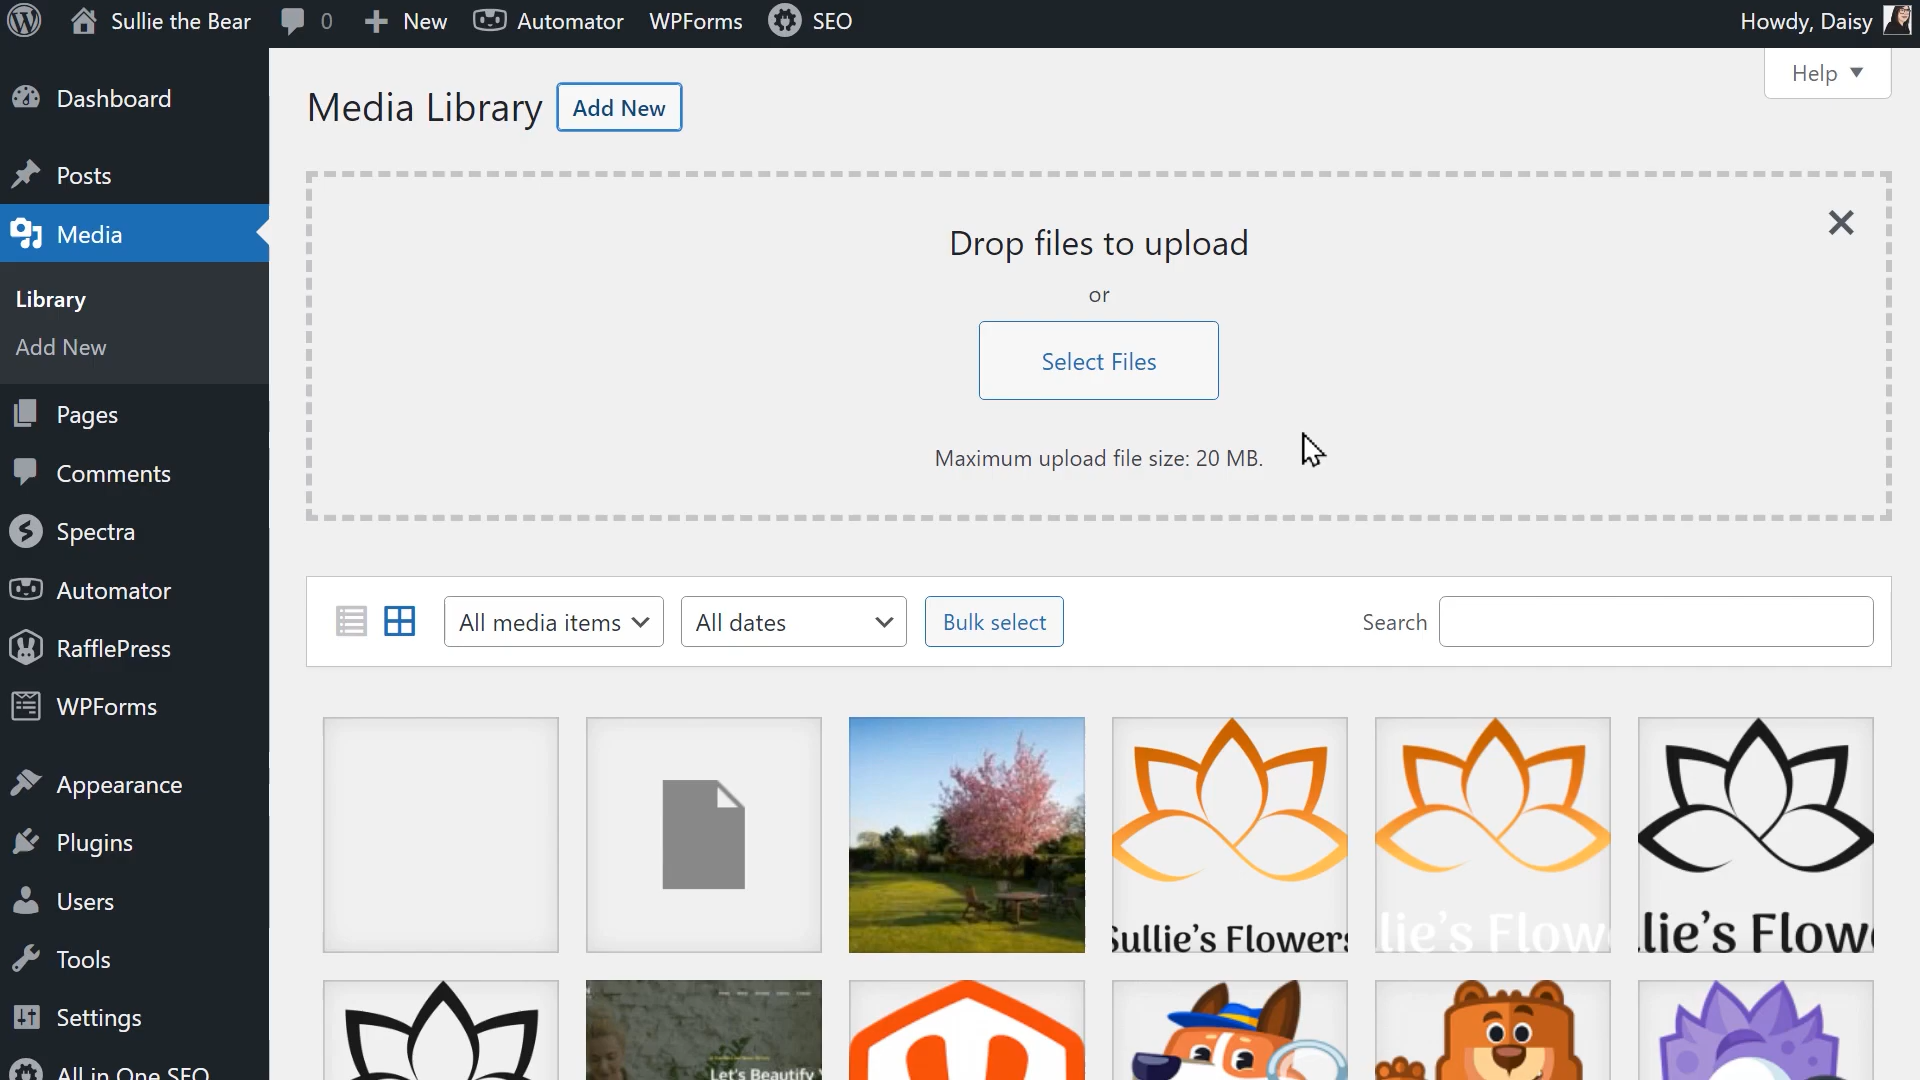 Sullie the Bear
0
New
Automator
WPForms
SEO
Howdy, Daisy
Help
Dashboard
Posts
Media
Library
Add New
Pages
Comments
Spectra
Automator
RafflePress
WPForms
Appearance
Plugins
Users
Tools
Settings
All in One SEO
Media Library
Add New
Drop files to upload
or
Select Files
Maximum upload file size: 20 MB.
All media items
All dates
Bulk select
Search
Sullie's Flowers
lie's Flow
lie's Flow
Let's Beautify